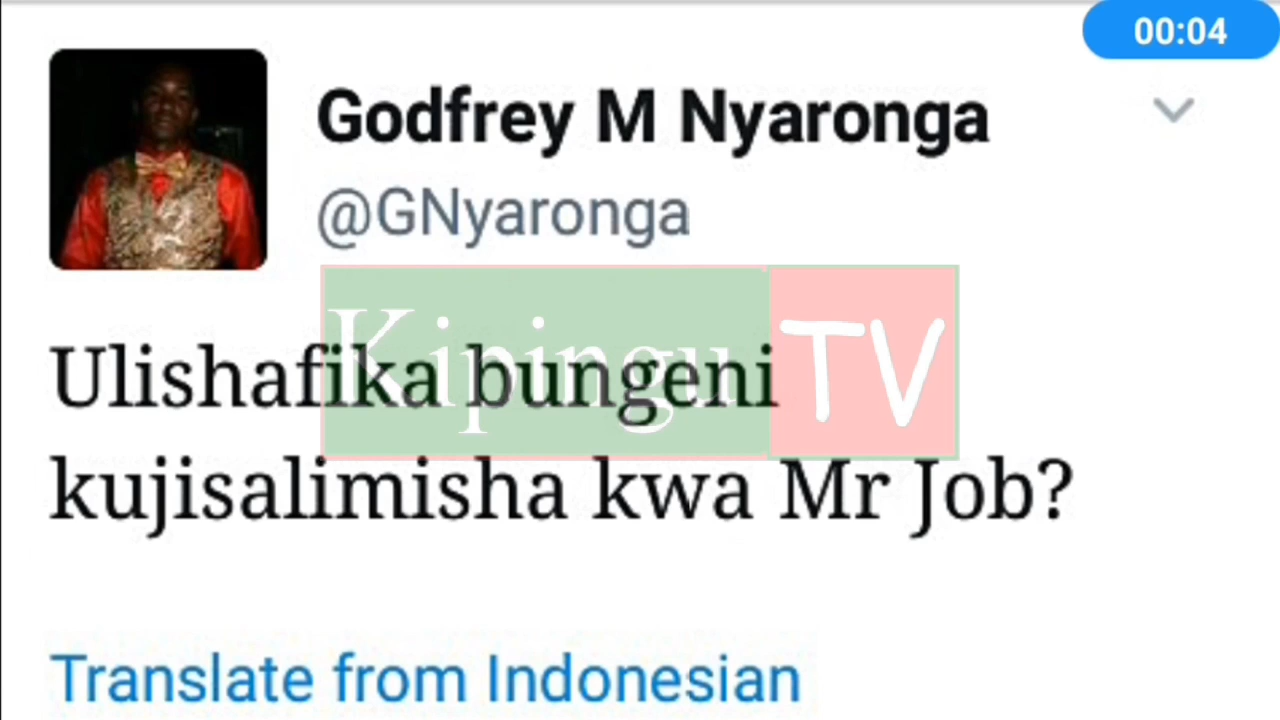 00:04
Godfrey M Nyaronga
@GNyaronga
Kipingu TV
Ulishafika bungeni
kujisalimisha kwa Mr Job?
Translate from Indonesian